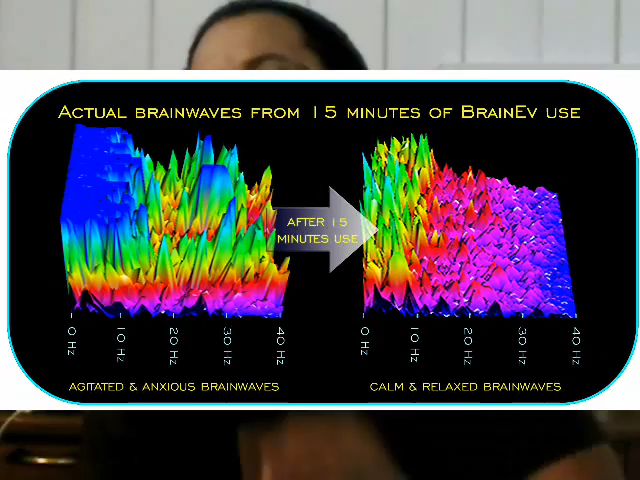 ACTUAL BRAINWAVES FROM 15 MINUTES OF BRAINEV USE
AFTER 15
MINUTES USE
0 Hz
10 Hz
20 Hz
30 Hz
40 Hz
0 Hz
10 Hz
20 Hz
30 Hz
40 Hz
AGITATED & ANXIOUS BRAINWAVES
CALM & RELAXED BRAINWAVES